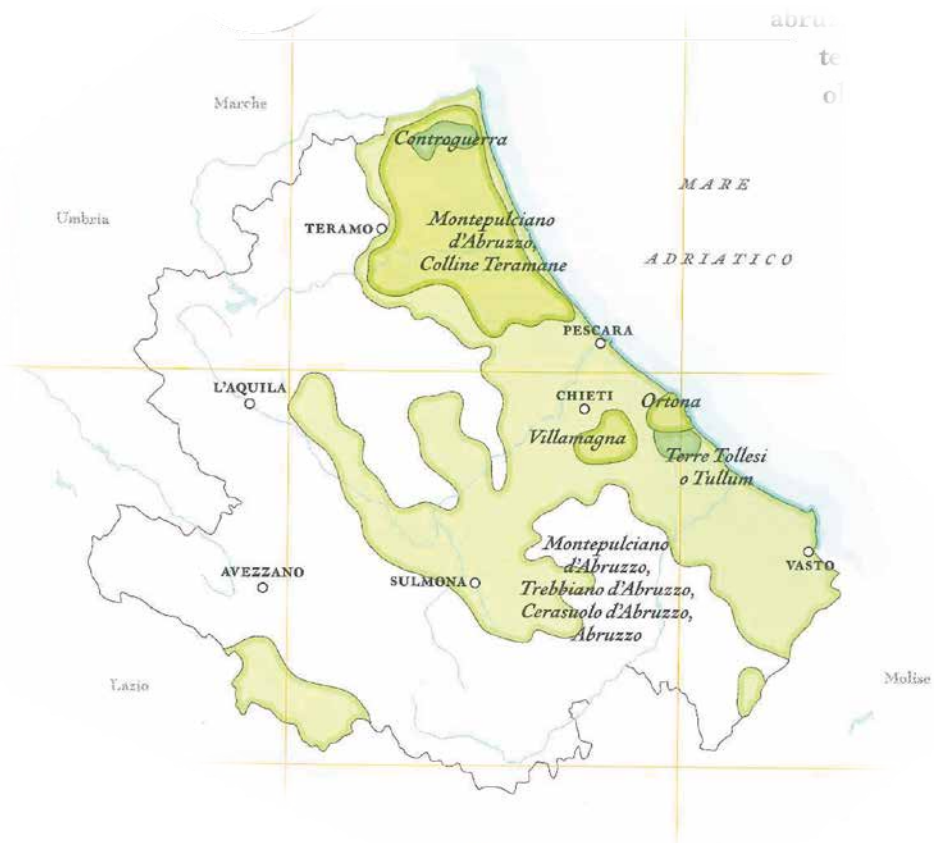 Marche
Controguerra
MARE
Umbria
TERAMO
Montepulciano
d'Abruzzo,
Colline Teramane
ADRIATICO
PESCARA
L'AQUILA
CHIETI
Ortona
Villamagna
Terre Tollesi
o Tullum
Montepulciano
d'Abruzzo,
Trebbiano d'Abruzzo,
Cerasuolo d'Abruzzo,
Abruzzo
VASTO
AVEZZANO
SULMONA
Lazio
Molise